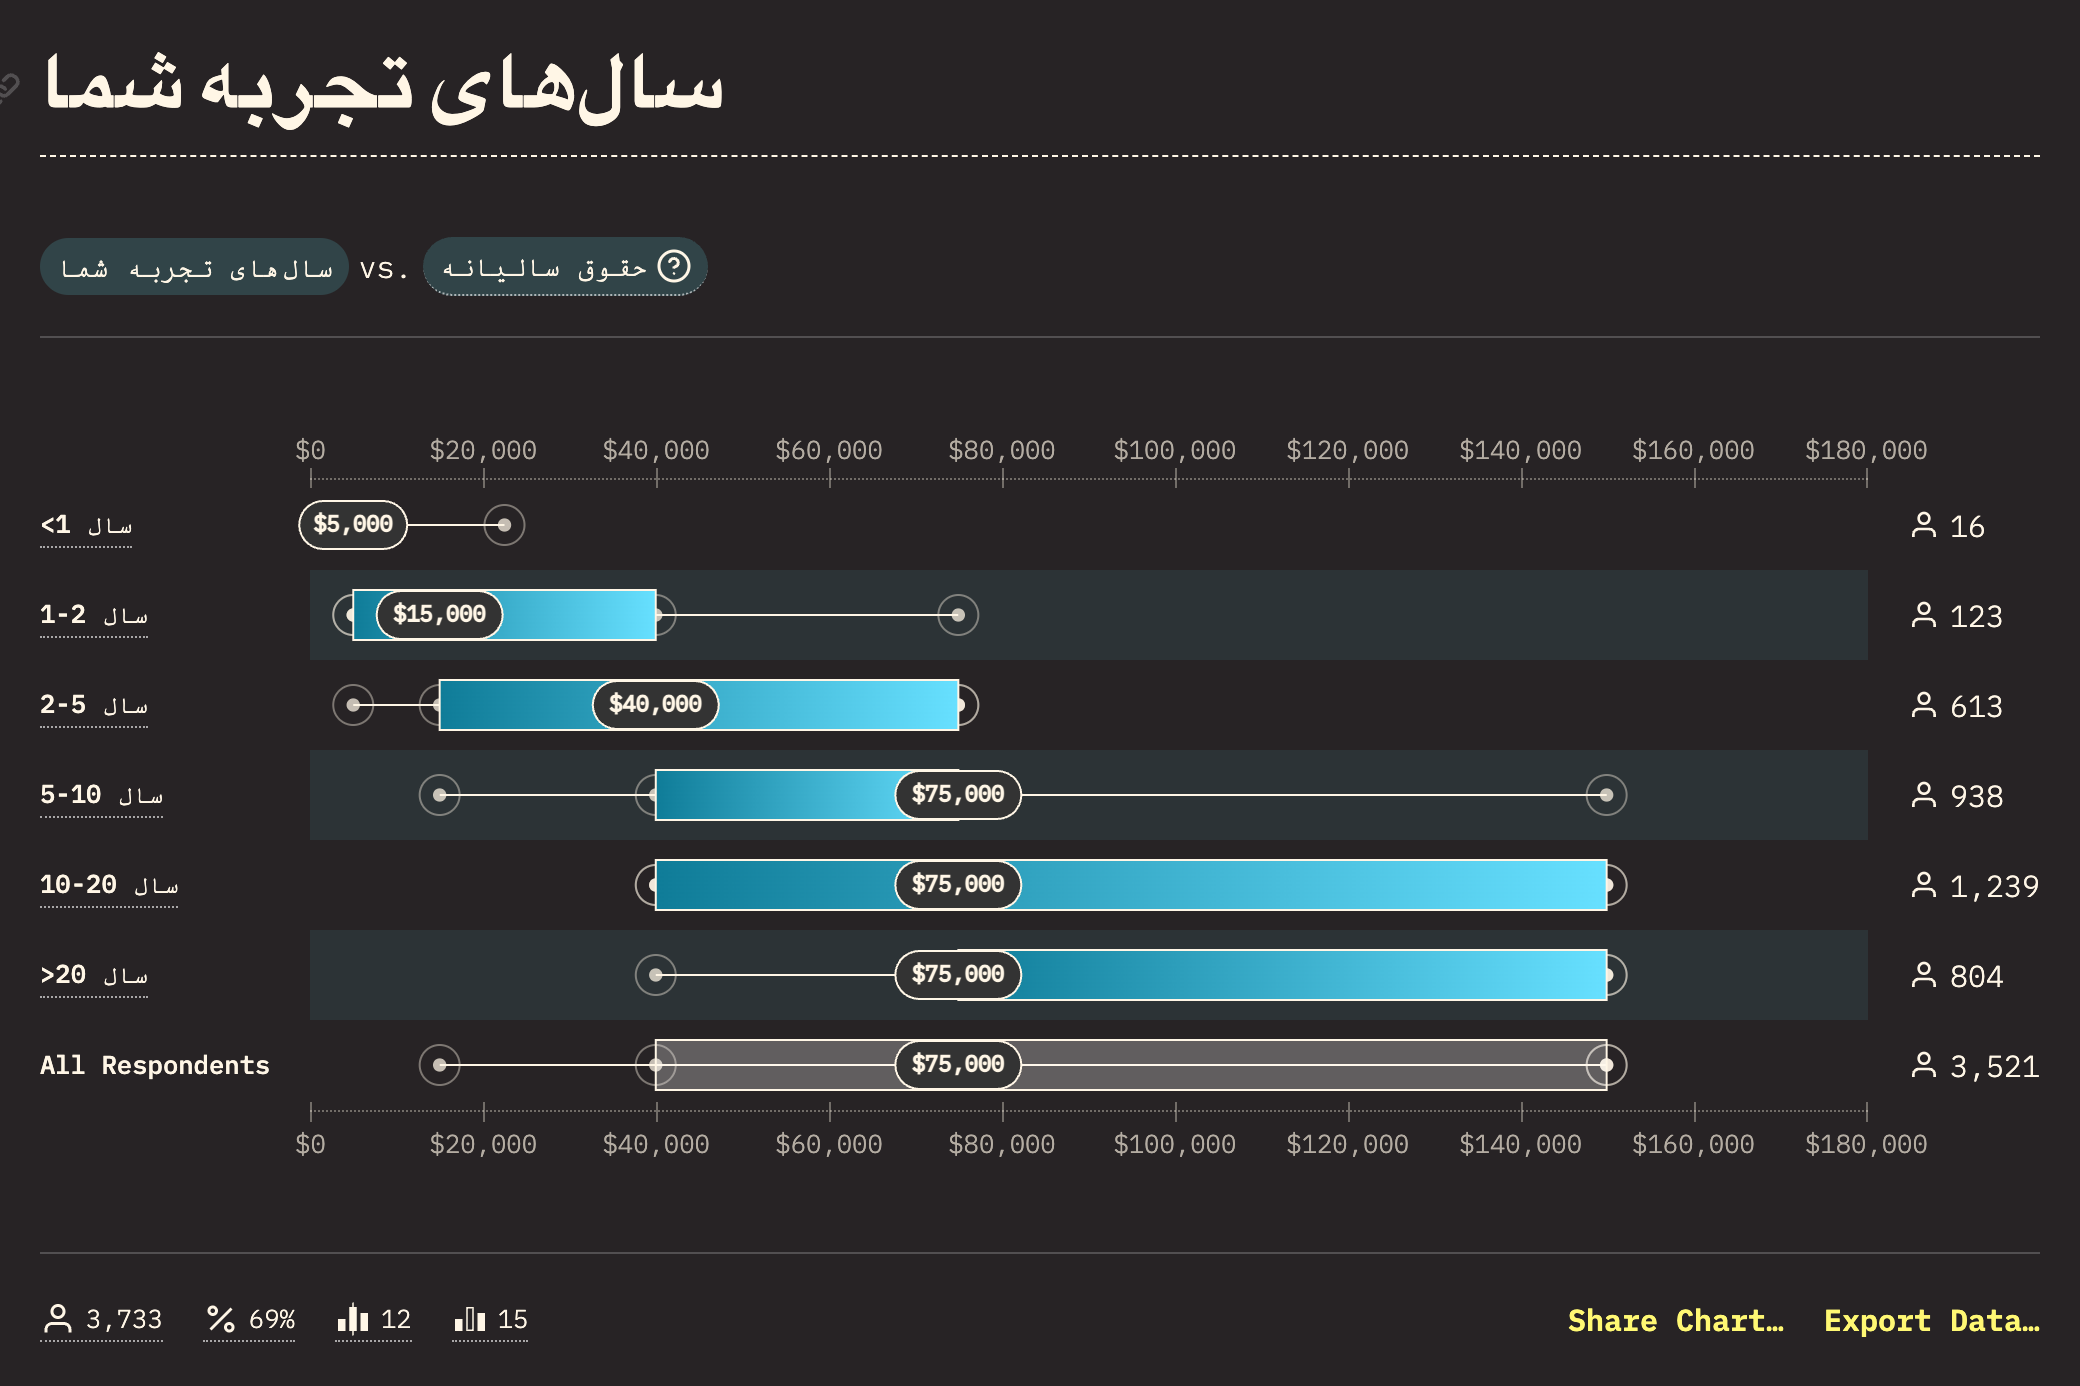 سال‌های تجربه شما
سال‌های تجربه شما vs. حقوق سالیانه
$0 $20,000 $40,000 $60,000 $80,000 $100,000 $120,000 $140,000 $160,000 $180,000
<1 سال $5,000 16
1-2 سال $15,000 123
2-5 سال $40,000 613
5-10 سال $75,000 938
10-20 سال $75,000 1,239
>20 سال $75,000 804
All Respondents $75,000 3,521
$0 $20,000 $40,000 $60,000 $80,000 $100,000 $120,000 $140,000 $160,000 $180,000
3,733 69% 12 15 Share Chart… Export Data…